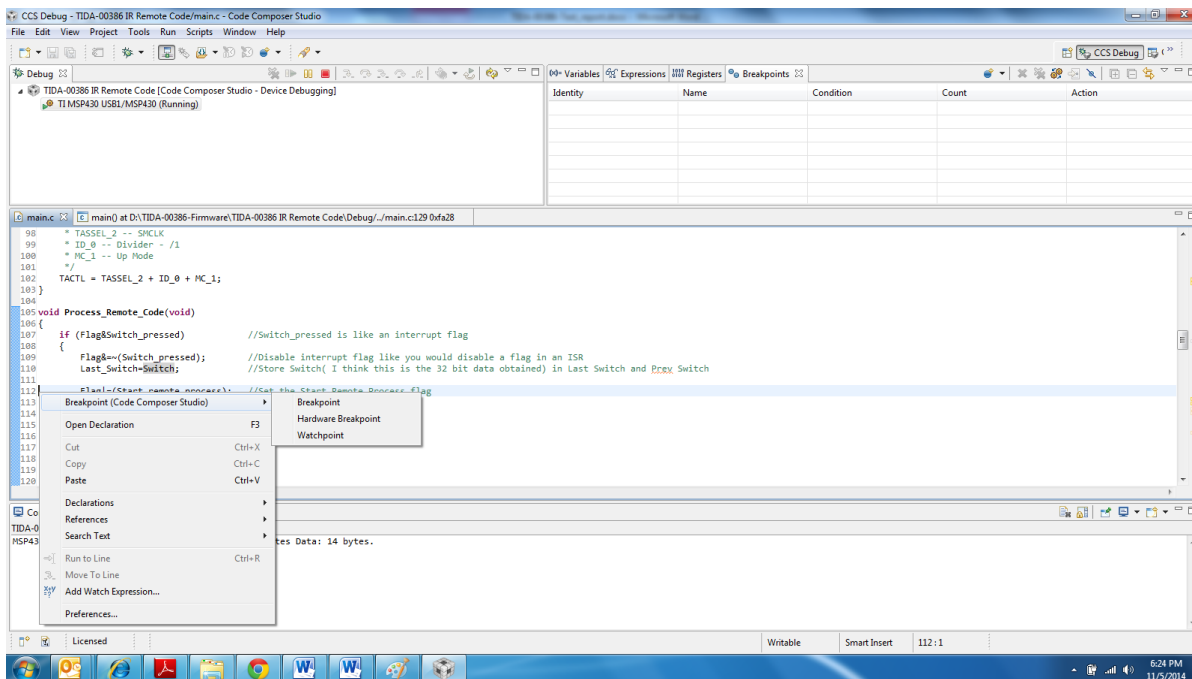 CCS Debug - TIDA-00386 IR Remote Code/main.c - Code Composer Studio
File Edit View Project Tools Run Scripts Window Help
CCS Debug
Debug
(x)= Variables Expressions Registers Breakpoints
TIDA-00386 IR Remote Code [Code Composer Studio - Device Debugging]
TI MSP430 USB1/MSP430 (Running)
Identity Name Condition Count Action
main.c main() at D:\TIDA-00386-Firmware\TIDA-00386 IR Remote Code\Debug/../main.c:129 0xfa28
98 * TASSEL_2 -- SMCLK
99 * ID_0 -- Divider - /1
100 * MC_1 -- Up Mode
101 */
102 TACTL = TASSEL_2 + ID_0 + MC_1;
103 }
104
105 void Process_Remote_Code(void)
106 {
107 if (Flag&Switch_pressed) //Switch_pressed is like an interrupt flag
108 {
109 Flag&=~(Switch_pressed); //Disable interrupt flag like you would disable a flag in an ISR
110 Last_Switch=Switch; //Store Switch( I think this is the 32 bit data obtained) in Last Switch and Prev Switch
111
112 Flag|=(Start_remote_process); //Set the Start Remote Process flag
113
114
115
116
117
118
119
120
Breakpoint (Code Composer Studio)
Open Declaration F3
Cut Ctrl+X
Copy Ctrl+C
Paste Ctrl+V
Declarations
References
Search Text
Run to Line Ctrl+R
Move To Line
Add Watch Expression...
Preferences...
Breakpoint
Hardware Breakpoint
Watchpoint
Co
TIDA-0
MSP43 tes Data: 14 bytes.
Licensed Writable Smart Insert 112 : 1
6:24 PM
11/5/2014